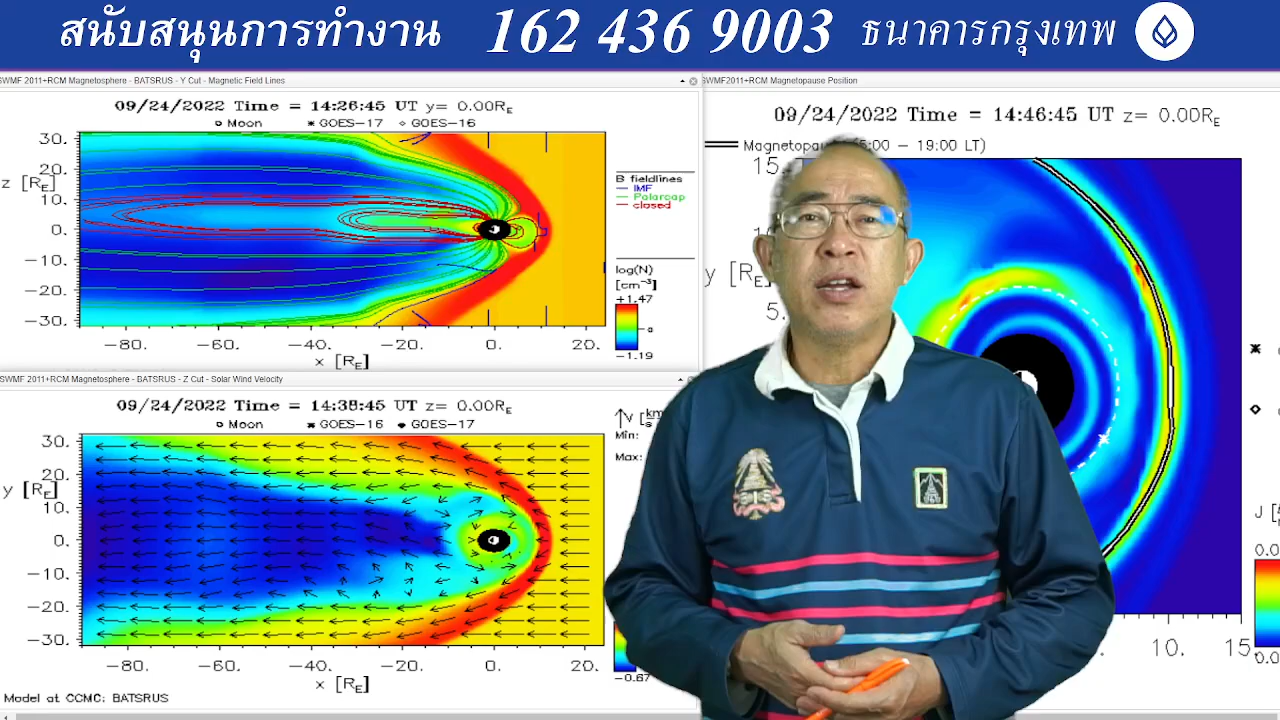 สนับสนุนการทำงาน 162 436 9003 ธนาคารกรุงเทพ
SWMF 2011+RCM Magnetosphere - BATSRUS - Y Cut - Magnetic Field Lines
09/24/2022 Time = 14:26:45 UT y= 0.00RE
Moon GOES-17 GOES-16
30.
20.
z [RE]
10.
0.
-10.
-20.
-30.
-80. -60. -40. -20. 0. 20.
x [RE]
B fieldlines
IMF
Polarcap
closed
log(N)
[cm-3]
+1.47
-1.19
SWMF 2011+RCM Magnetosphere - BATSRUS - Z Cut - Solar Wind Velocity
09/24/2022 Time = 14:38:45 UT z= 0.00RE
Moon GOES-16 GOES-17
30.
20.
y [RE]
10.
0.
-10.
-20.
-30.
-80. -60. -40. -20. 0. 20.
x [RE]
Min:
Max:
-0.67
Model at CCMC: BATSRUS
SWMF2011+RCM Magnetopause Position
09/24/2022 Time = 14:46:45 UT z= 0.00RE
- 19:00 LT)
15.
y [RE]
5.
10. 15.